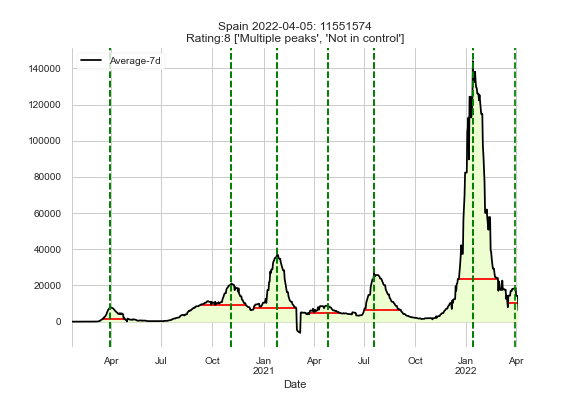 Spain 2022-04-05: 11551574
Rating:8 ['Multiple peaks', 'Not in control']
Average-7d
140000
120000
100000
80000
60000
40000
20000
0
Apr Jul Oct Jan Apr Jul Oct Jan Apr
2021 2022
Date